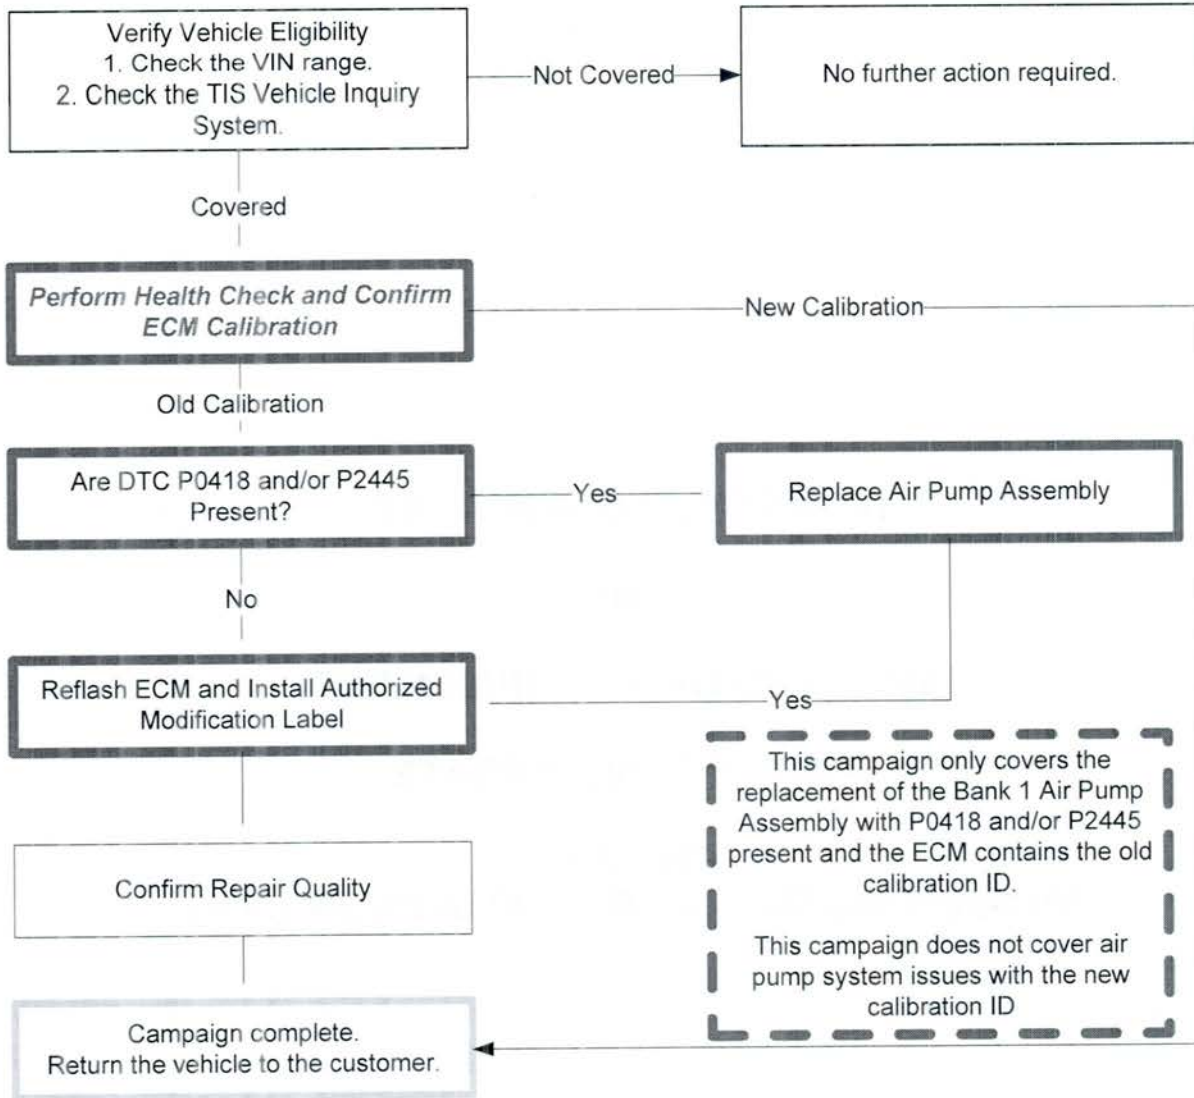 Verify Vehicle Eligibility
1. Check the VIN range.
2. Check the TIS Vehicle Inquiry
System.
Not Covered
No further action required.
Covered
Perform Health Check and Confirm
ECM Calibration
New Calibration
Old Calibration
Are DTC P0418 and/or P2445
Present?
Yes
Replace Air Pump Assembly
No
Reflash ECM and Install Authorized
Modification Label
Yes
This campaign only covers the
replacement of the Bank 1 Air Pump
Assembly with P0418 and/or P2445
present and the ECM contains the old
calibration ID.
This campaign does not cover air
pump system issues with the new
calibration ID
Confirm Repair Quality
Campaign complete.
Return the vehicle to the customer.